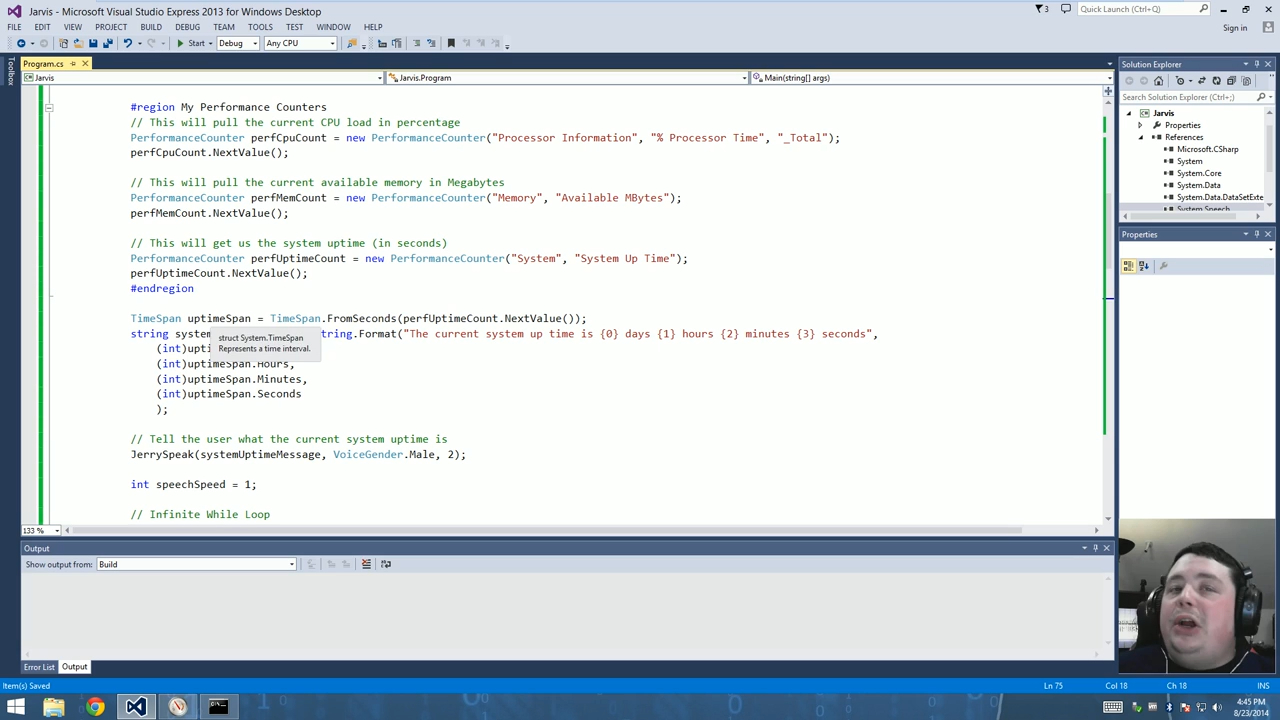 Jarvis - Microsoft Visual Studio Express 2013 for Windows Desktop
3
Quick Launch (Ctrl+Q)
FILE EDIT VIEW PROJECT BUILD DEBUG TEAM TOOLS TEST WINDOW HELP
Sign in
Start Debug Any CPU
Toolbox
Program.cs
Jarvis Jarvis.Program Main(string[] args)
#region My Performance Counters
// This will pull the current CPU load in percentage
PerformanceCounter perfCpuCount = new PerformanceCounter("Processor Information", "% Processor Time", "_Total");
perfCpuCount.NextValue();
// This will pull the current available memory in Megabytes
PerformanceCounter perfMemCount = new PerformanceCounter("Memory", "Available MBytes");
perfMemCount.NextValue();
// This will get us the system uptime (in seconds)
PerformanceCounter perfUptimeCount = new PerformanceCounter("System", "System Up Time");
perfUptimeCount.NextValue();
#endregion
TimeSpan uptimeSpan = TimeSpan.FromSeconds(perfUptimeCount.NextValue());
string system tring.Format("The current system up time is {0} days {1} hours {2} minutes {3} seconds",
struct System.TimeSpan
Represents a time interval.
(int)upti
(int)uptimeSpan.Hours,
(int)uptimeSpan.Minutes,
(int)uptimeSpan.Seconds
);
// Tell the user what the current system uptime is
JerrySpeak(systemUptimeMessage, VoiceGender.Male, 2);
int speechSpeed = 1;
// Infinite While Loop
133 %
Output
Show output from: Build
Error List Output
Solution Explorer
Search Solution Explorer (Ctrl+;)
Jarvis
Properties
References
Microsoft.CSharp
System
System.Core
System.Data
System.Data.DataSetExte
System.Speech
Properties
Item(s) Saved
Ln 75 Col 18 Ch 18 INS
4:45 PM
8/23/2014